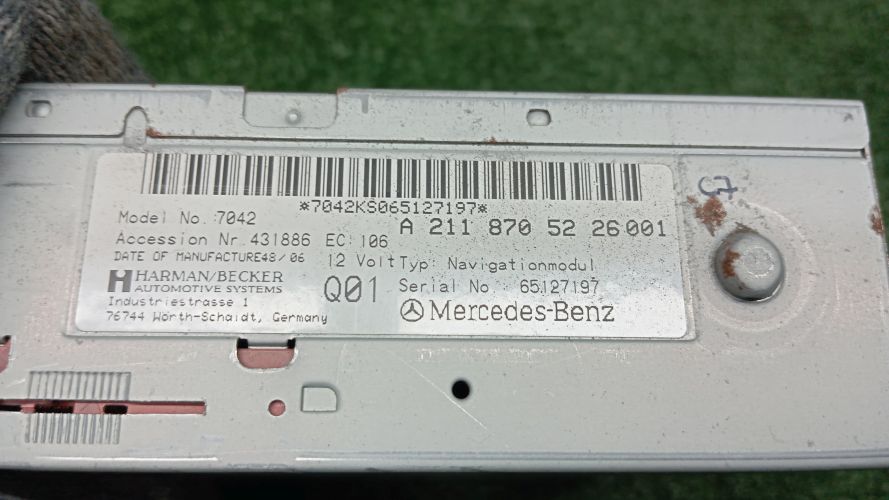 *7042KS065127197*
Model No.:7042
A 211 870 52 26 001
Accession Nr.431886 EC:106
DATE OF MANUFACTURE48/06
12 Volt Typ: Navigationmodul
HARMAN/BECKER
AUTOMOTIVE SYSTEMS
Q01
Serial No.: 65127197
Industriestrasse 1
76744 Wörth-Schaidt, Germany
Mercedes-Benz
C7